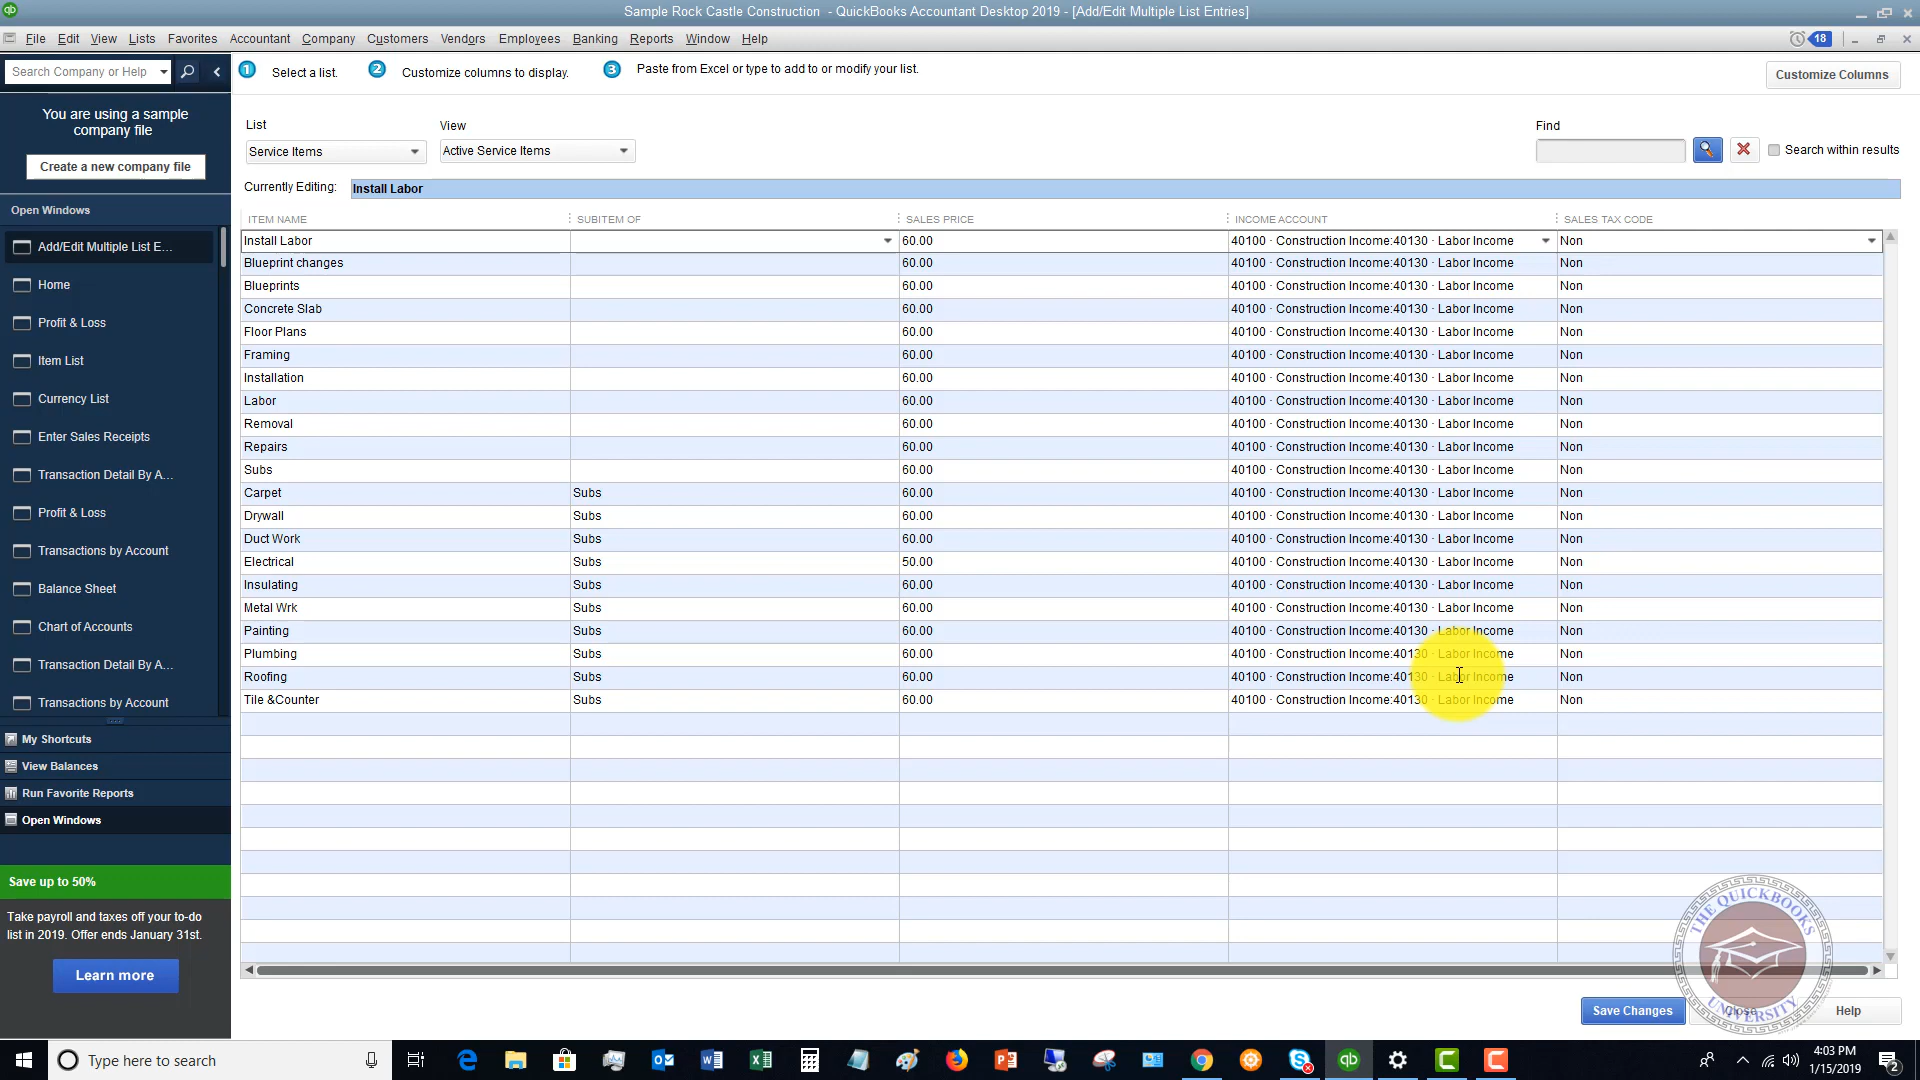 Sample Rock Castle Construction - QuickBooks Accountant Desktop 2019 - [Add/Edit Multiple List Entries]
File Edit View Lists Favorites Accountant Company Customers Vendors Employees Banking Reports Window Help
18
Search Company or Help
1 Select a list.
2 Customize columns to display.
3 Paste from Excel or type to add to or modify your list.
Customize Columns
You are using a sample
company file
Create a new company file
List
Service Items
View
Active Service Items
Find
Search within results
Currently Editing: Install Labor
ITEM NAME SUBITEM OF SALES PRICE INCOME ACCOUNT SALES TAX CODE
Install Labor 60.00 40100 · Construction Income:40130 · Labor Income Non
Blueprint changes 60.00 40100 · Construction Income:40130 · Labor Income Non
Blueprints 60.00 40100 · Construction Income:40130 · Labor Income Non
Concrete Slab 60.00 40100 · Construction Income:40130 · Labor Income Non
Floor Plans 60.00 40100 · Construction Income:40130 · Labor Income Non
Framing 60.00 40100 · Construction Income:40130 · Labor Income Non
Installation 60.00 40100 · Construction Income:40130 · Labor Income Non
Labor 60.00 40100 · Construction Income:40130 · Labor Income Non
Removal 60.00 40100 · Construction Income:40130 · Labor Income Non
Repairs 60.00 40100 · Construction Income:40130 · Labor Income Non
Subs 60.00 40100 · Construction Income:40130 · Labor Income Non
Carpet Subs 60.00 40100 · Construction Income:40130 · Labor Income Non
Drywall Subs 60.00 40100 · Construction Income:40130 · Labor Income Non
Duct Work Subs 60.00 40100 · Construction Income:40130 · Labor Income Non
Electrical Subs 50.00 40100 · Construction Income:40130 · Labor Income Non
Insulating Subs 60.00 40100 · Construction Income:40130 · Labor Income Non
Metal Wrk Subs 60.00 40100 · Construction Income:40130 · Labor Income Non
Painting Subs 60.00 40100 · Construction Income:40130 · Labor Income Non
Plumbing Subs 60.00 40100 · Construction Income:40130 · Labor Income Non
Roofing Subs 60.00 40100 · Construction Income:40130 · Labor Income Non
Tile &Counter Subs 60.00 40100 · Construction Income:40130 · Labor Income Non
Open Windows
Add/Edit Multiple List E...
Home
Profit & Loss
Item List
Currency List
Enter Sales Receipts
Transaction Detail By A...
Profit & Loss
Transactions by Account
Balance Sheet
Chart of Accounts
Transaction Detail By A...
Transactions by Account
My Shortcuts
View Balances
Run Favorite Reports
Open Windows
Save up to 50%
Take payroll and taxes off your to-do
list in 2019. Offer ends January 31st.
Learn more
THE QUICKBOOKS
UNIVERSITY
Save Changes Close Help
Type here to search
qb
4:03 PM
1/15/2019
2